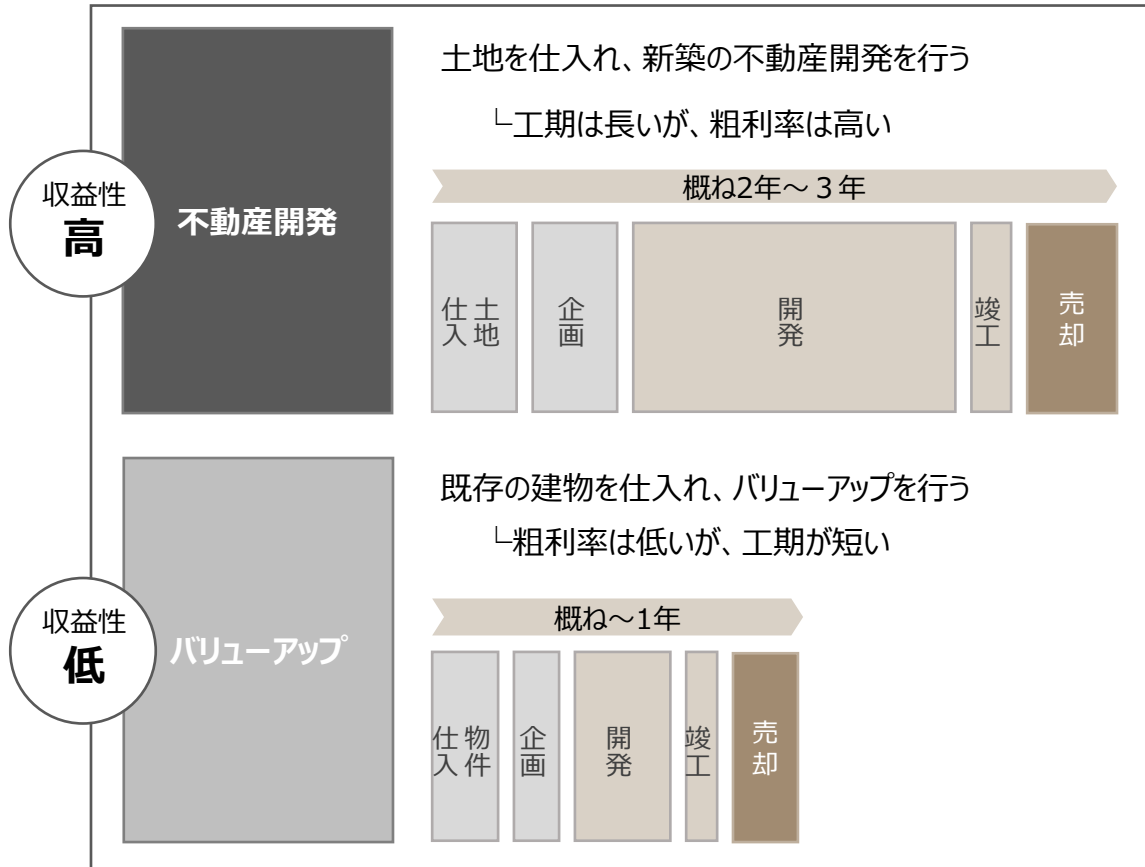 土地を仕入れ、新築の不動産開発を行う
└工期は長いが、粗利率は高い
収益性
高
不動産開発
概ね2年～３年
土地
仕入
企画
開発
竣工
売却
既存の建物を仕入れ、バリューアップを行う
└粗利率は低いが、工期が短い
収益性
低
バリューアップ
概ね～1年
物件
仕入
企画
開発
竣工
売却